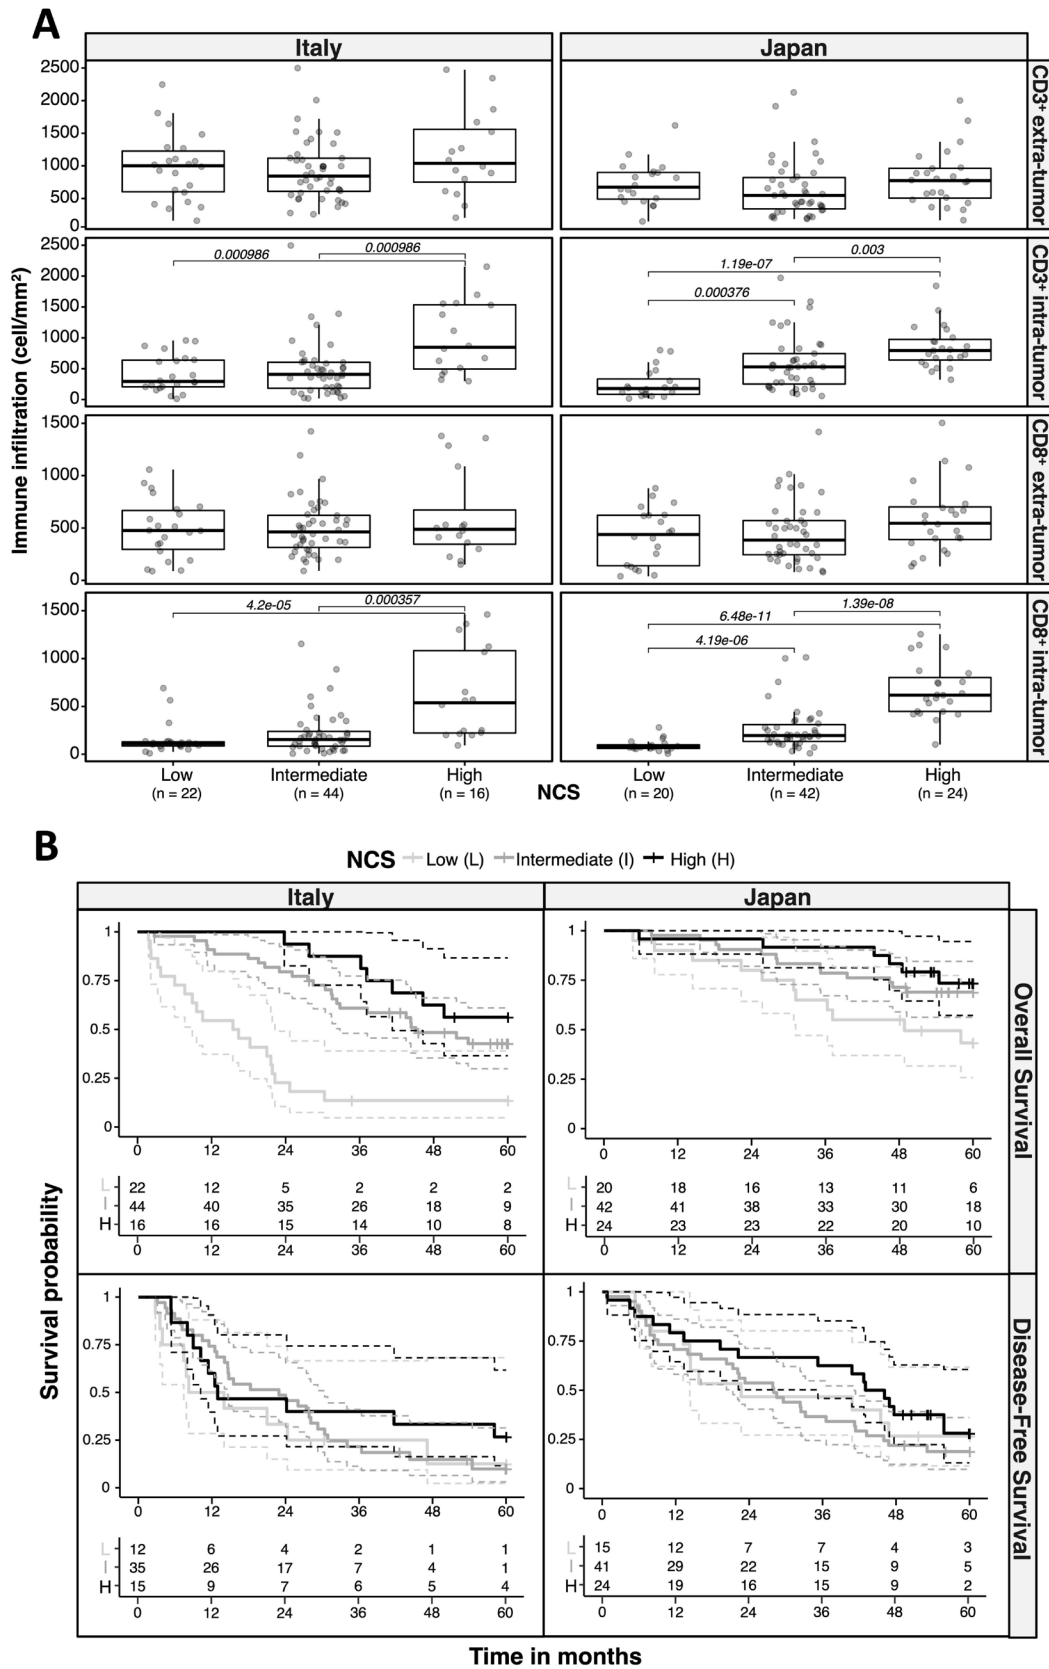 A
Italy
Japan
Immune infiltration (cell/mm²)
2500
2000
1500
1000
500
0
CD3⁺ extra-tumor
2500
2000
1500
1000
500
0
0.000986
0.000986
0.003
1.19e-07
0.000376
CD3⁺ intra-tumor
1500
1000
500
0
CD8⁺ extra-tumor
1500
1000
500
0
4.2e-05
0.000357
1.39e-08
6.48e-11
4.19e-06
CD8⁺ intra-tumor
Low Intermediate High Low Intermediate High
(n = 22) (n = 44) (n = 16) NCS (n = 20) (n = 42) (n = 24)
B
NCS Low (L) Intermediate (I) High (H)
Italy
Japan
Survival probability
1
0.75
0.5
0.25
0
0 12 24 36 48 60
L 22 12 5 2 2 2
I 44 40 35 26 18 9
H 16 16 15 14 10 8
0 12 24 36 48 60
1
0.75
0.5
0.25
0
0 12 24 36 48 60
L 20 18 16 13 11 6
I 42 41 38 33 30 18
H 24 23 23 22 20 10
0 12 24 36 48 60
Overall Survival
1
0.75
0.5
0.25
0
0 12 24 36 48 60
L 12 6 4 2 1 1
I 35 26 17 7 4 1
H 15 9 7 6 5 4
0 12 24 36 48 60
1
0.75
0.5
0.25
0
0 12 24 36 48 60
L 15 12 7 7 4 3
I 41 29 22 15 9 5
H 24 19 16 15 9 2
0 12 24 36 48 60
Disease-Free Survival
Time in months